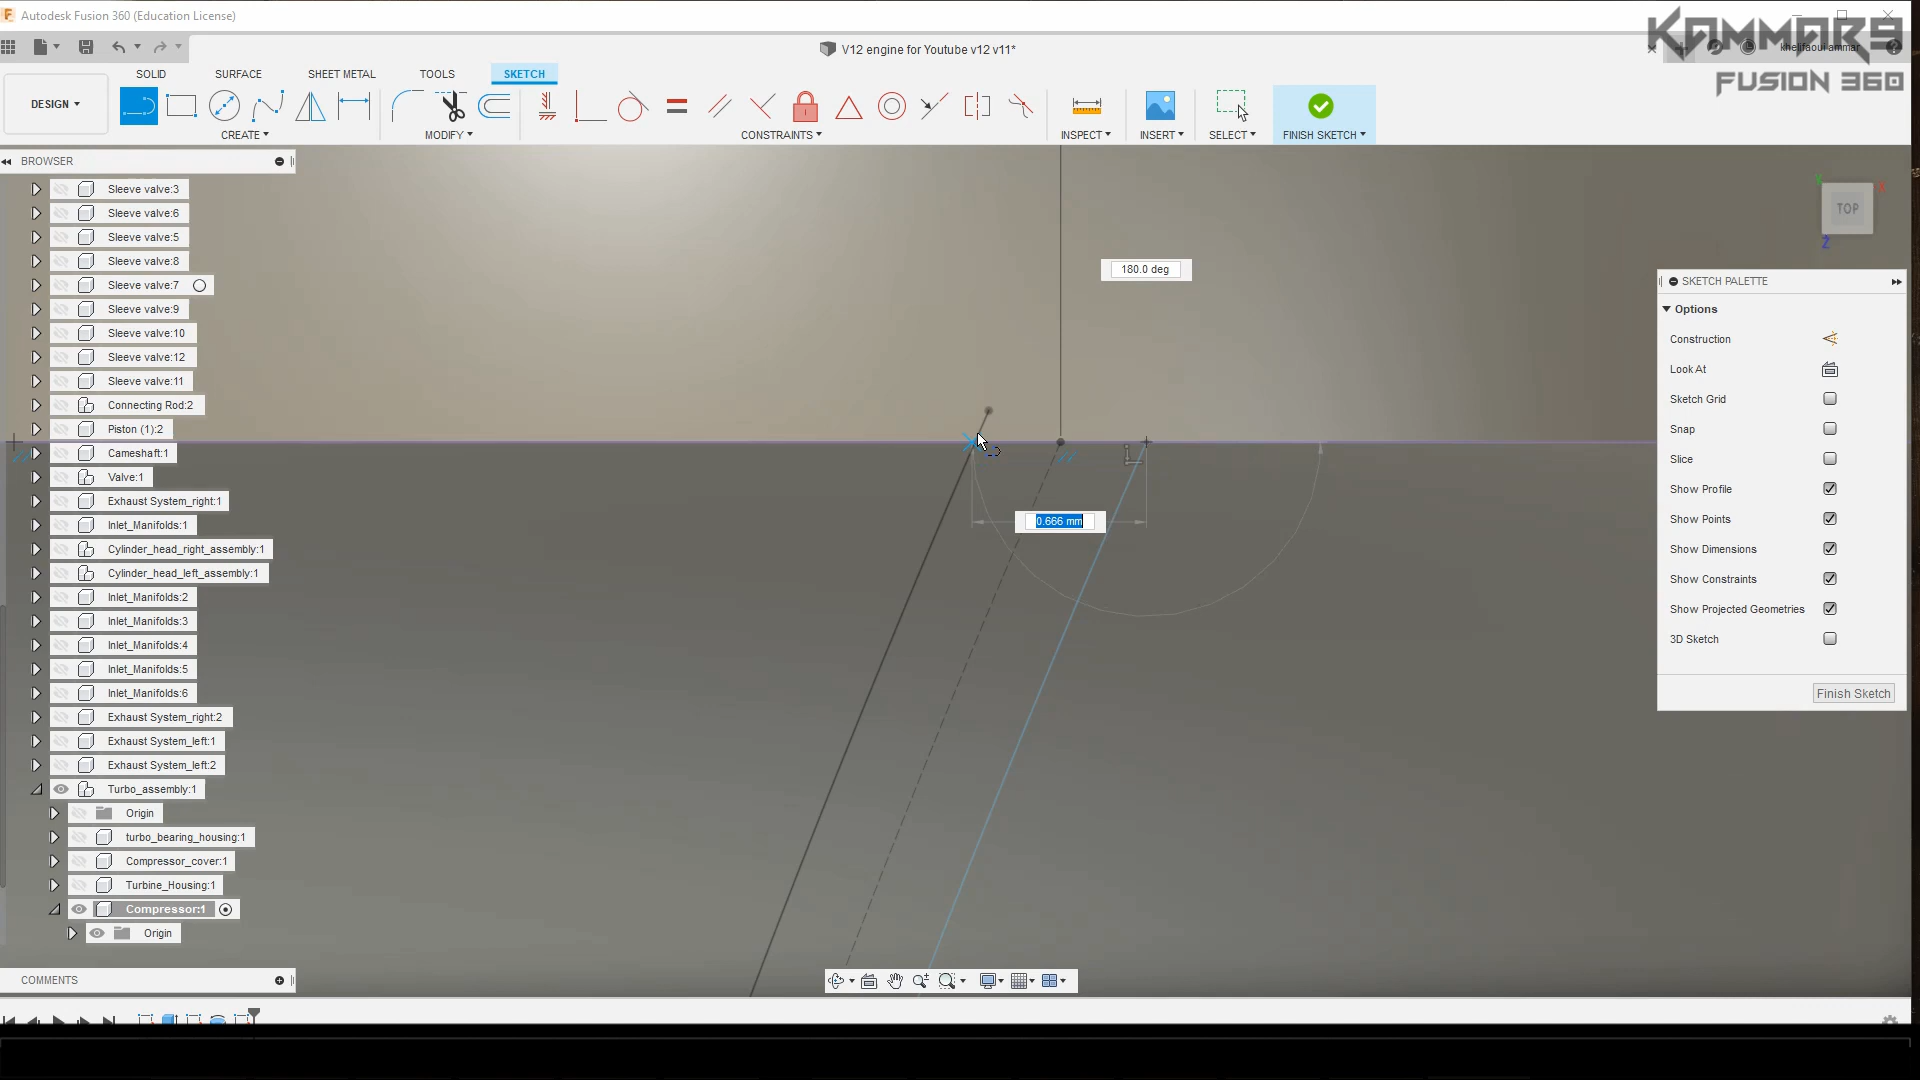 Autodesk Fusion 360 (Education License)
KAMMARS
FUSION 360
V12 engine for Youtube v12 v11*
khelifaoui ammar
DESIGN
SOLID
SURFACE
SHEET METAL
TOOLS
SKETCH
CREATE
MODIFY
CONSTRAINTS
INSPECT
INSERT
SELECT
FINISH SKETCH
BROWSER
Sleeve valve:3
Sleeve valve:6
Sleeve valve:5
Sleeve valve:8
Sleeve valve:7
Sleeve valve:9
Sleeve valve:10
Sleeve valve:12
Sleeve valve:11
Connecting Rod:2
Piston (1):2
Cameshaft:1
Valve:1
Exhaust System_right:1
Inlet_Manifolds:1
Cylinder_head_right_assembly:1
Cylinder_head_left_assembly:1
Inlet_Manifolds:2
Inlet_Manifolds:3
Inlet_Manifolds:4
Inlet_Manifolds:5
Inlet_Manifolds:6
Exhaust System_right:2
Exhaust System_left:1
Exhaust System_left:2
Turbo_assembly:1
Origin
turbo_bearing_housing:1
Compressor_cover:1
Turbine_Housing:1
Compressor:1
Origin
COMMENTS
180.0 deg
0.666 mm
Y
X
TOP
Z
SKETCH PALETTE
Options
Construction
Look At
Sketch Grid
Snap
Slice
Show Profile
Show Points
Show Dimensions
Show Constraints
Show Projected Geometries
3D Sketch
Finish Sketch